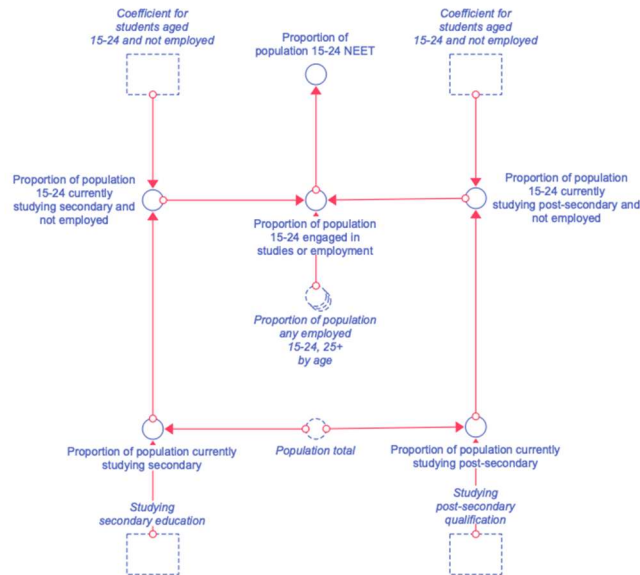 Coefficient for
students aged
15-24 and not employed
Proportion of
population 15-24 NEET
Coefficient for
students aged
15-24 and not employed
Proportion of population
15-24 currently
studying secondary and
not employed
Proportion of population
15-24 engaged in
studies or employment
Proportion of population
15-24 currently
studying post-secondary and
not employed
Proportion of population
any employed
15-24, 25+
by age
Proportion of population currently
studying secondary
Population total
Proportion of population currently
studying post-secondary
Studying
secondary education
Studying
post-secondary
qualification